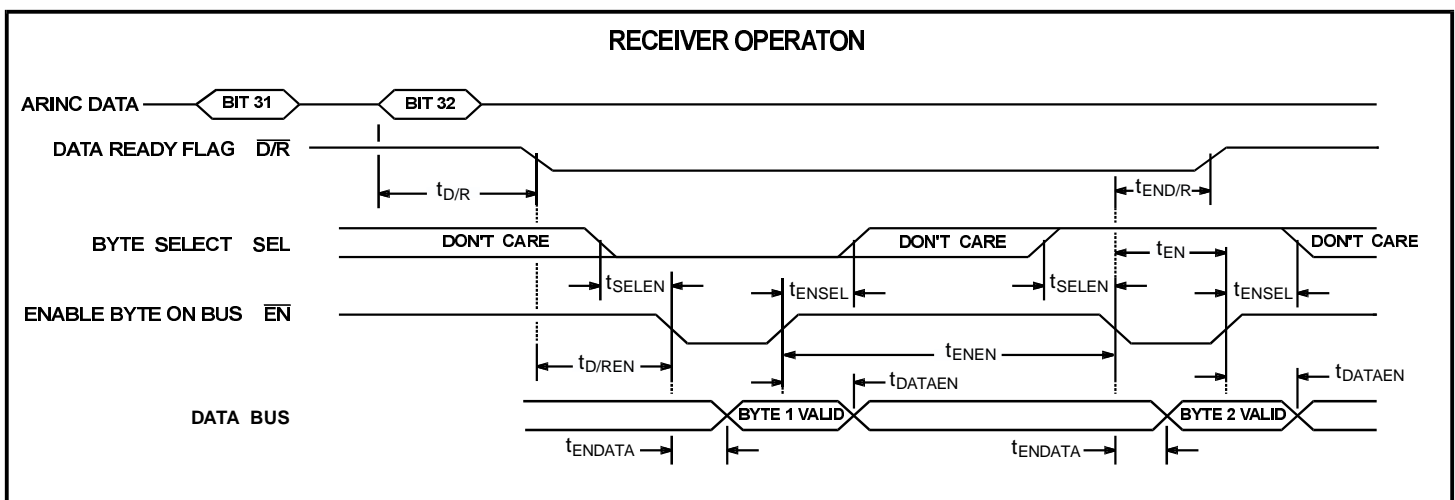 RECEIVER OPERATON
ARINC DATA BIT 31 BIT 32
DATA READY FLAG D/R
tD/R tEND/R
BYTE SELECT SEL DON'T CARE DON'T CARE DON'T CARE
tEN
tSELEN tENSEL tSELEN tENSEL
ENABLE BYTE ON BUS EN
tD/REN tENEN
tDATAEN tDATAEN
DATA BUS BYTE 1 VALID BYTE 2 VALID
tENDATA tENDATA